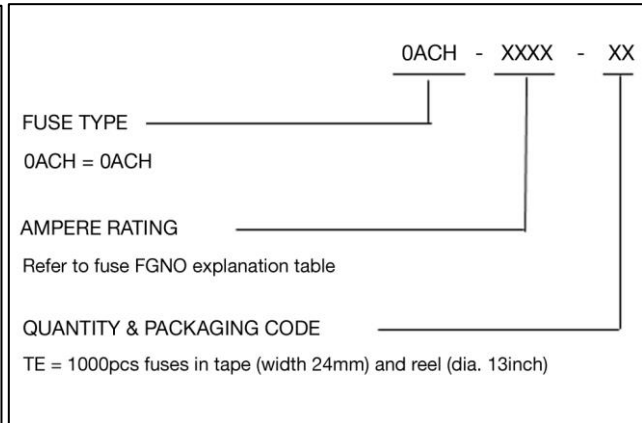 0ACH - XXXX - XX
FUSE TYPE
0ACH = 0ACH
AMPERE RATING
Refer to fuse FGNO explanation table
QUANTITY & PACKAGING CODE
TE = 1000pcs fuses in tape (width 24mm) and reel (dia. 13inch)